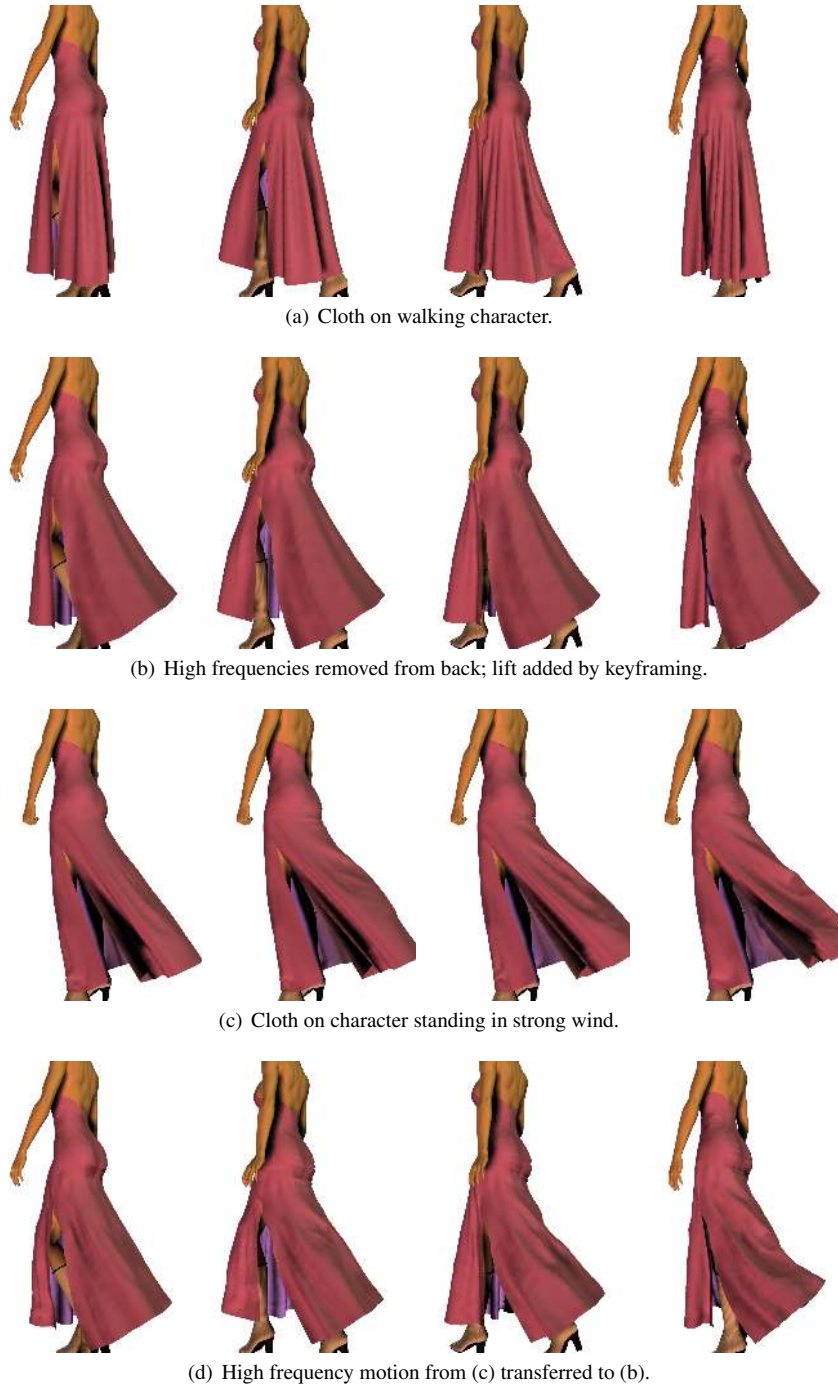 (a) Cloth on walking character.
(b) High frequencies removed from back; lift added by keyframing.
(c) Cloth on character standing in strong wind.
(d) High frequency motion from (c) transferred to (b).